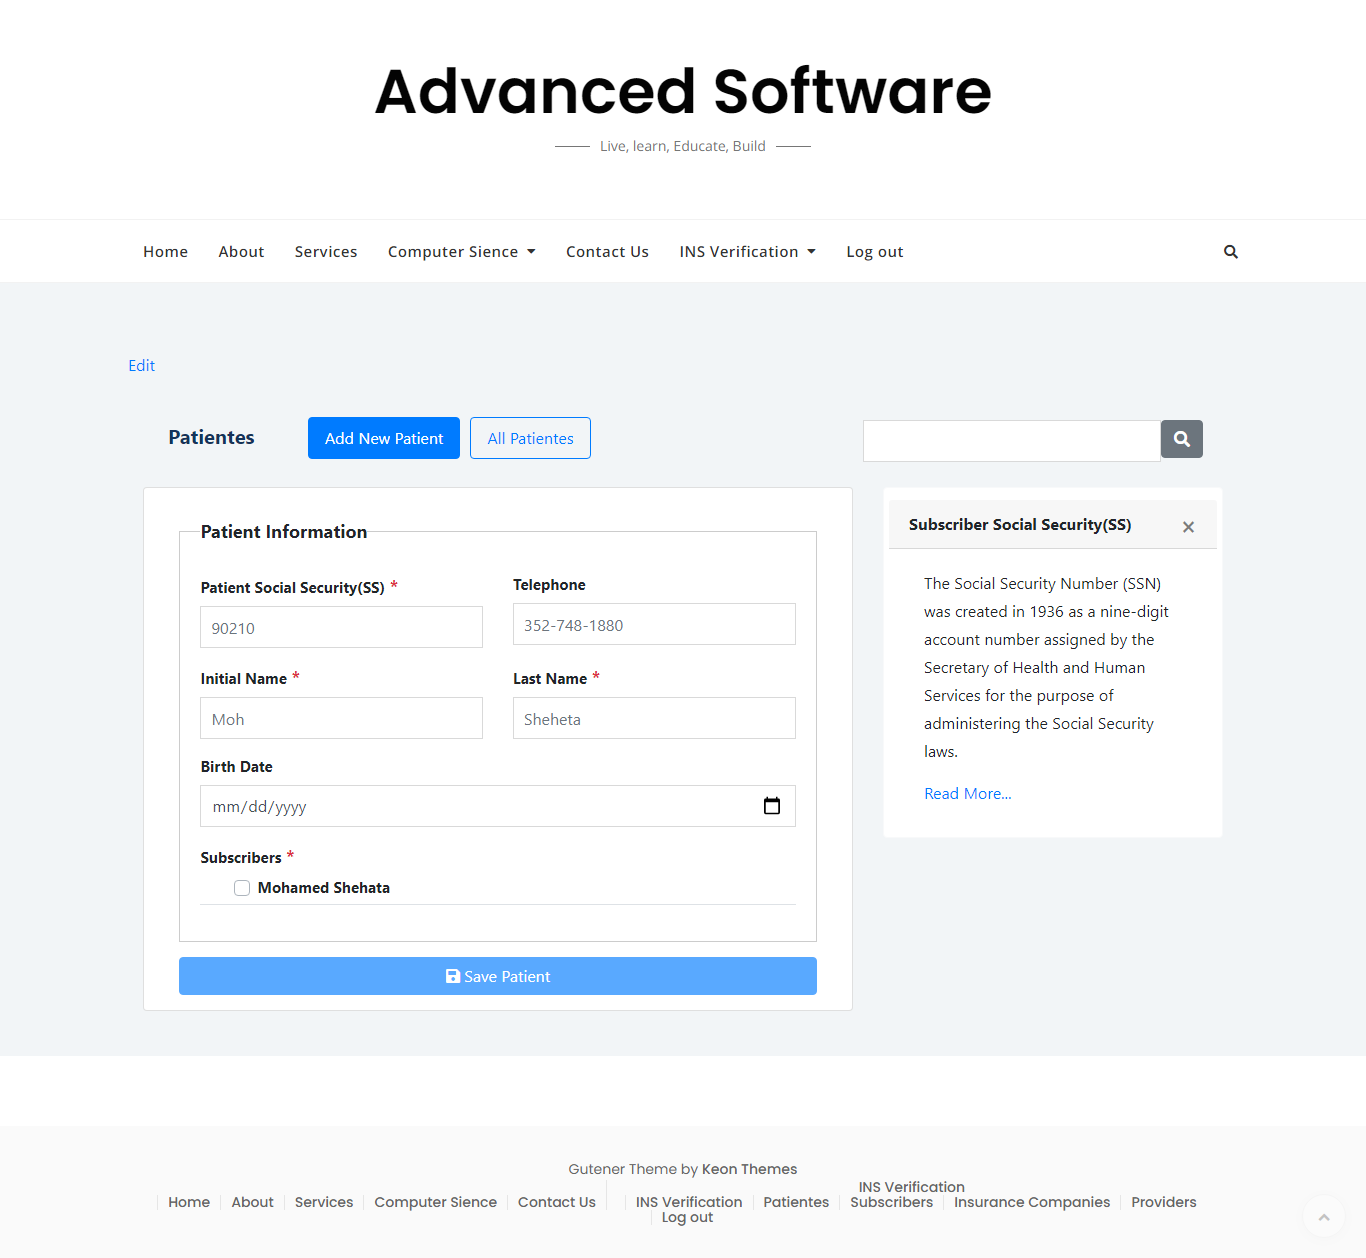 Advanced Software
Live, learn, Educate, Build
Home About Services Computer Sience Contact Us INS Verification Log out
Edit
Patientes Add New Patient All Patientes
Patient Information
Patient Social Security(SS) * Telephone
90210 352-748-1880
Initial Name * Last Name *
Moh Sheheta
Birth Date
mm/dd/yyyy
Subscribers *
Mohamed Shehata
Save Patient
Subscriber Social Security(SS) ×
The Social Security Number (SSN)
was created in 1936 as a nine-digit
account number assigned by the
Secretary of Health and Human
Services for the purpose of
administering the Social Security
laws.
Read More...
Gutener Theme by Keon Themes
INS Verification
Home About Services Computer Sience Contact Us INS Verification Patientes Subscribers Insurance Companies Providers
Log out